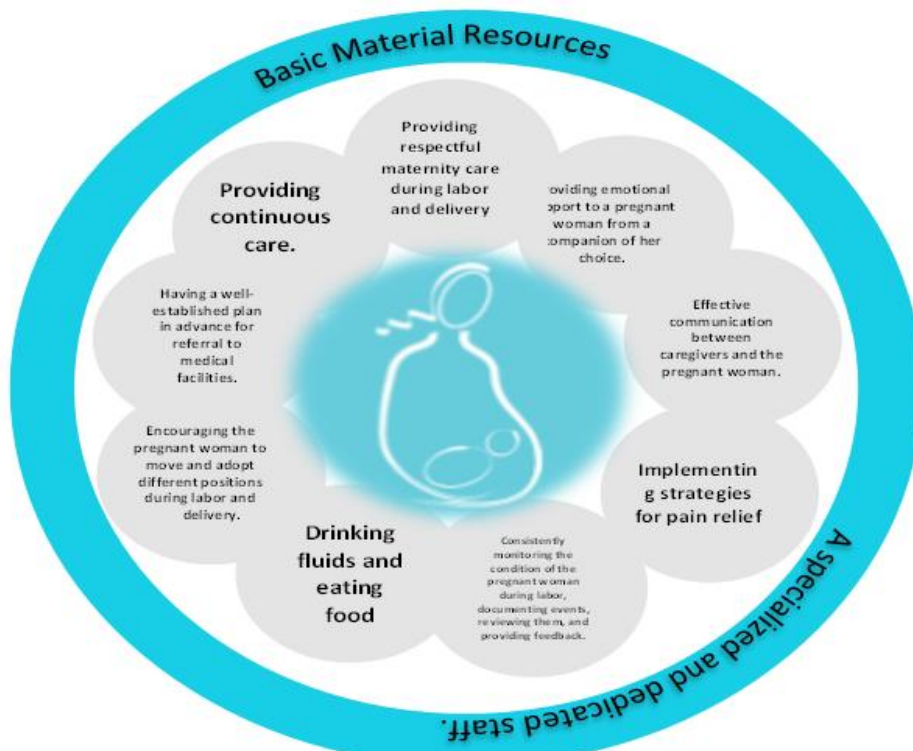 Basic Material Resources
Providing
respectful
maternity care
during labor
and delivery
roviding emotional
pport to a pregnant
woman from a
companion of her
choice.
Effective
communication
between
caregivers and the
pregnant woman.
Implementin
g strategies
for pain relief
Consistently
monitoring the
condition of the
pregnant woman
during labor,
documenting events,
reviewing them, and
providing feedback.
Drinking
fluids and
eating
food
Encouraging the
pregnant woman to
move and adopt
different positions
during labor and
delivery.
Having a well-
established plan
in advance for
referral to
medical
facilities.
Providing
continuous
care.
A specialized and dedicated staff.